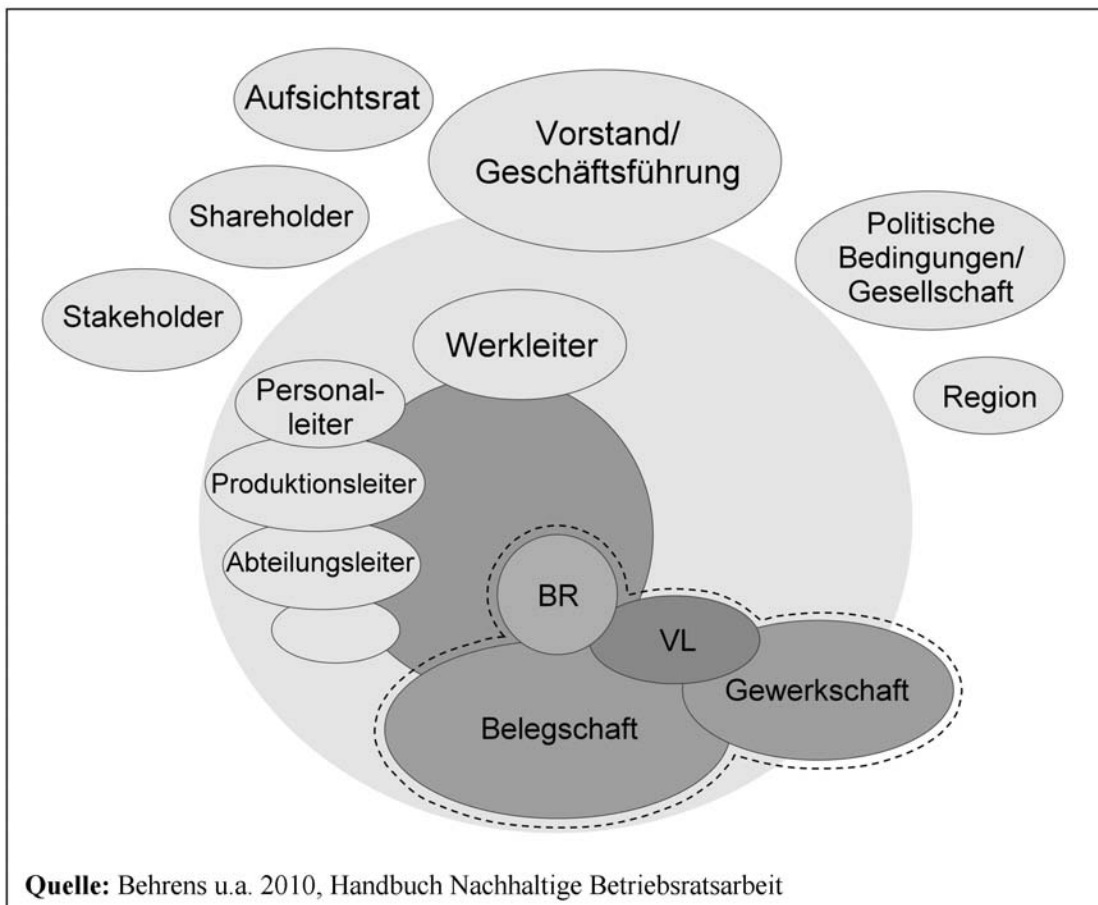 Aufsichtsrat
Vorstand/
Geschäftsführung
Shareholder
Politische
Bedingungen/
Gesellschaft
Stakeholder
Werkleiter
Personal-
leiter
Region
Produktionsleiter
Abteilungsleiter
BR
VL
Gewerkschaft
Belegschaft
Quelle: Behrens u.a. 2010, Handbuch Nachhaltige Betriebsratsarbeit